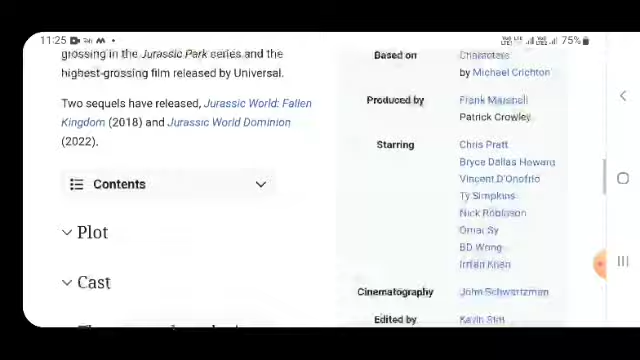 11:25
75%
grossing in the Jurassic Park series and the
highest-grossing film released by Universal.
Two sequels have released, Jurassic World: Fallen
Kingdom (2018) and Jurassic World Dominion
(2022).
Contents
Plot
Cast
Based on
Characters
by Michael Crichton
Produced by
Frank Marshall
Patrick Crowley
Starring
Chris Pratt
Bryce Dallas Howard
Vincent D'Onofrio
Ty Simpkins
Nick Robinson
Omar Sy
BD Wong
Irrfan Khan
Cinematography
John Schwartzman
Edited by
Kevin Stitt